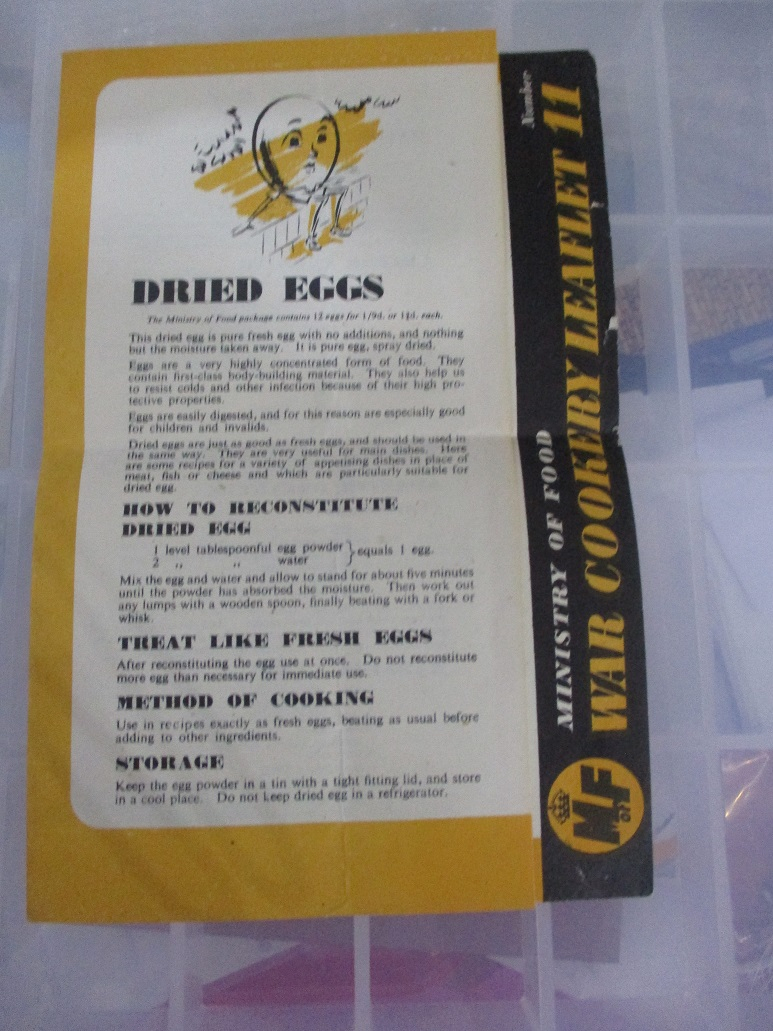 DRIED EGGS
The Ministry of Food package contains 12 eggs for 1/9d. or 1¾d. each.
This dried egg is pure fresh egg with no additions, and nothing
but the moisture taken away. It is pure egg, spray dried.
Eggs are a very highly concentrated form of food. They
contain first-class body-building material. They also help us
to resist colds and other infection because of their high pro-
tective properties.
Eggs are easily digested, and for this reason are especially good
for children and invalids.
Dried eggs are just as good as fresh eggs, and should be used in
the same way. They are very useful for main dishes. Here
are some recipes for a variety of appetising dishes in place of
meat, fish or cheese and which are particularly suitable for
dried egg.
HOW TO RECONSTITUTE
DRIED EGG
1 level tablespoonful egg powder } equals 1 egg.
2 ,, ,, water
Mix the egg and water and allow to stand for about five minutes
until the powder has absorbed the moisture. Then work out
any lumps with a wooden spoon, finally beating with a fork or
whisk.
TREAT LIKE FRESH EGGS
After reconstituting the egg use at once. Do not reconstitute
more egg than necessary for immediate use.
METHOD OF COOKING
Use in recipes exactly as fresh eggs, beating as usual before
adding to other ingredients.
STORAGE
Keep the egg powder in a tin with a tight fitting lid, and store
in a cool place. Do not keep dried egg in a refrigerator.
MINISTRY OF FOOD
Number
WAR COOKERY LEAFLET 11
M OF F